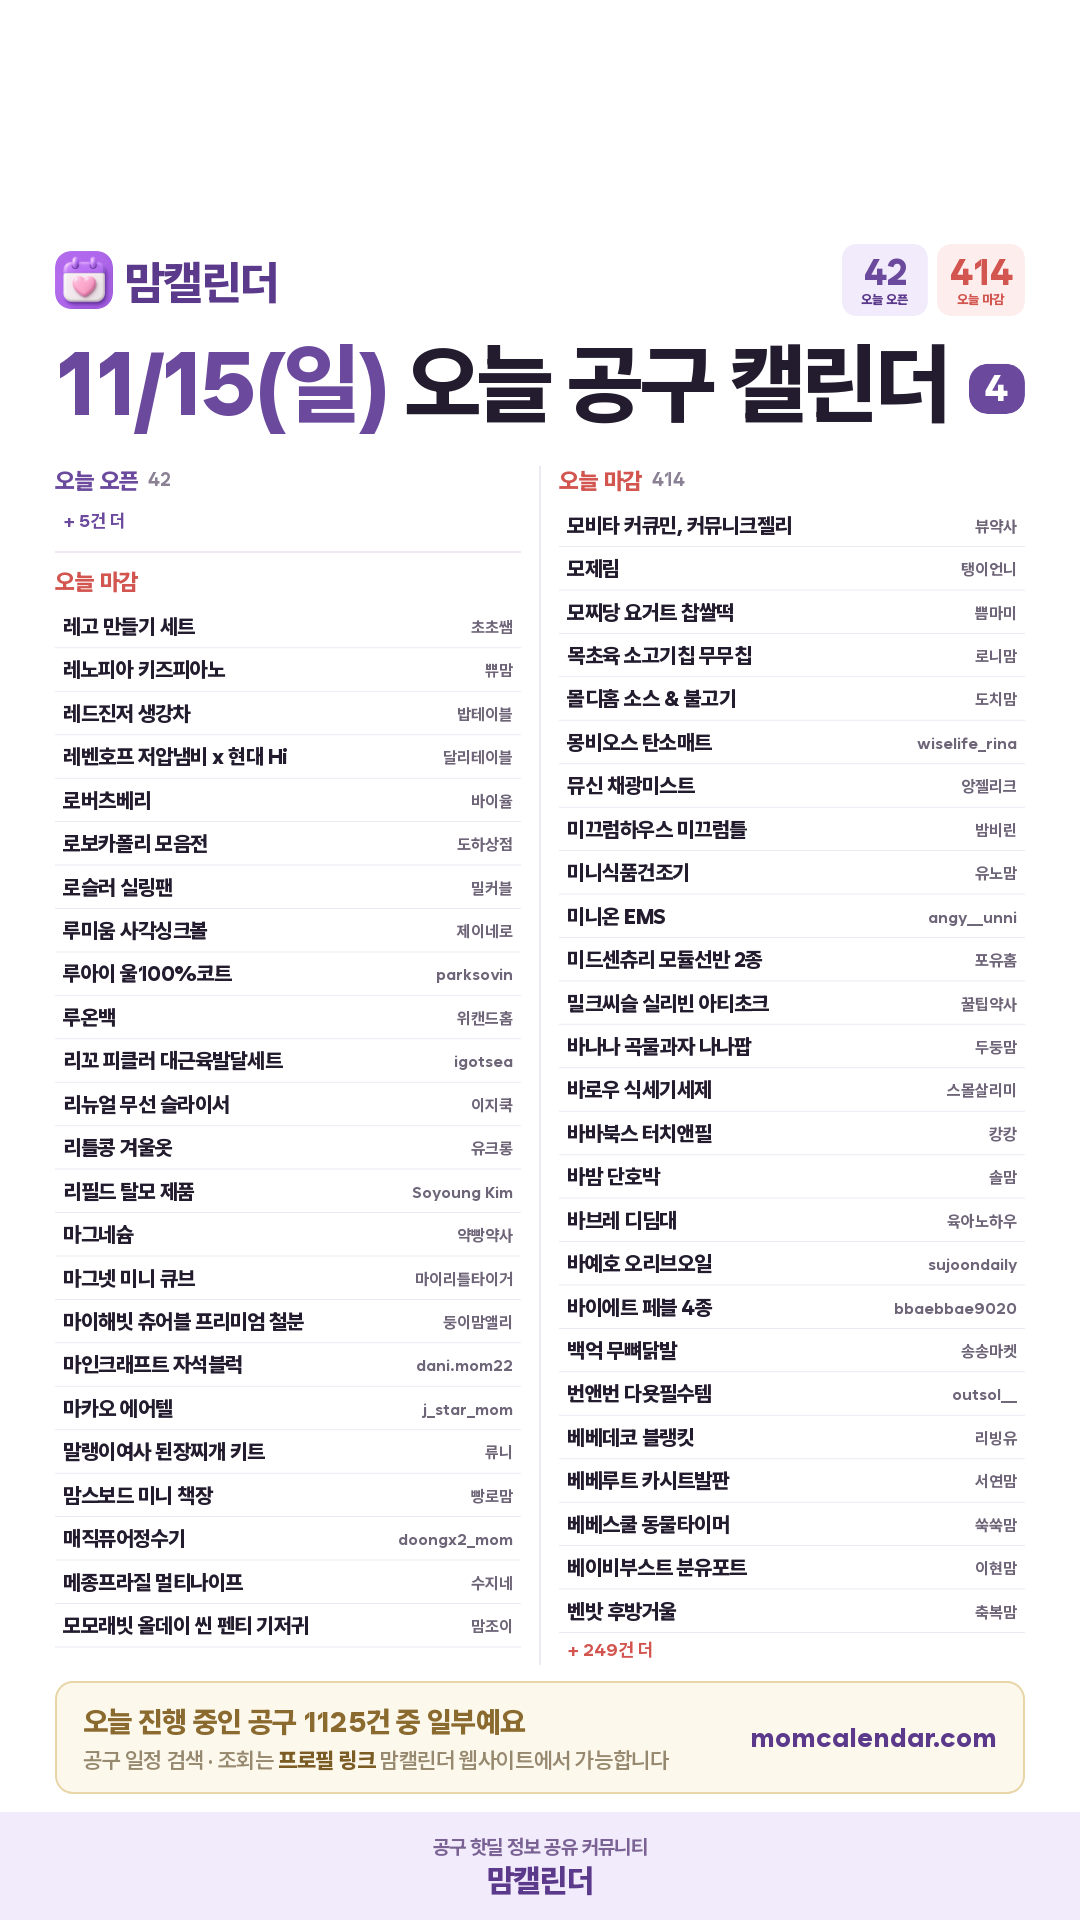 맘캘린더
42
오늘 오픈
414
오늘 마감
11/15(일) 오늘 공구 캘린더 4
오늘 오픈 42
+ 5건 더
오늘 마감
레고 만들기 세트 초초쌤
레노피아 키즈피아노 쀼맘
레드진저 생강차 밥테이블
레벤호프 저압냄비 x 현대 Hi 달리테이블
로버츠베리 바이율
로보카폴리 모음전 도하상점
로슬러 실링팬 밀커블
루미움 사각싱크볼 제이네로
루아이 울100%코트 parksovin
루온백 위캔드홈
리꼬 피클러 대근육발달세트 igotsea
리뉴얼 무선 슬라이서 이지쿡
리틀콩 겨울옷 유크롱
리필드 탈모 제품 Soyoung Kim
마그네슘 약빵약사
마그넷 미니 큐브 마이리틀타이거
마이해빗 츄어블 프리미엄 철분 둥이맘엘리
마인크래프트 자석블럭 dani.mom22
마카오 에어텔 j_star_mom
말랭이여사 된장찌개 키트 류니
맘스보드 미니 책장 빵로맘
매직퓨어정수기 doongx2_mom
메종프라질 멀티나이프 수지네
모모래빗 올데이 씬 펜티 기저귀 맘조이
오늘 마감 414
모비타 커큐민, 커뮤니크젤리 뷰약사
모제림 탱이언니
모찌당 요거트 찹쌀떡 쁨마미
목초육 소고기칩 무무칩 로니맘
몰디홈 소스 & 불고기 도치맘
몽비오스 탄소매트 wiselife_rina
뮤신 채광미스트 앙젤리크
미끄럼하우스 미끄럼틀 밤비린
미니식품건조기 유노맘
미니온 EMS angy__unni
미드센츄리 모듈선반 2종 포유홈
밀크씨슬 실리빈 아티초크 꿀팁약사
바나나 곡물과자 나나팝 두둥맘
바로우 식세기세제 스몰살리미
바바북스 터치앤필 캉캉
바밤 단호박 솔맘
바브레 디딤대 육아노하우
바예호 오리브오일 sujoondaily
바이에트 페블 4종 bbaebbae9020
백억 무뼈닭발 송송마켓
번앤번 다욧필수템 outsol__
베베데코 블랭킷 리빙유
베베루트 카시트발판 서연맘
베베스쿨 동물타이머 쑥쑥맘
베이비부스트 분유포트 이현맘
벤밧 후방거울 축복맘
+ 249건 더
오늘 진행 중인 공구 1125건 중 일부예요
공구 일정 검색 · 조회는 프로필 링크 맘캘린더 웹사이트에서 가능합니다
momcalendar.com
공구 핫딜 정보 공유 커뮤니티
맘캘린더